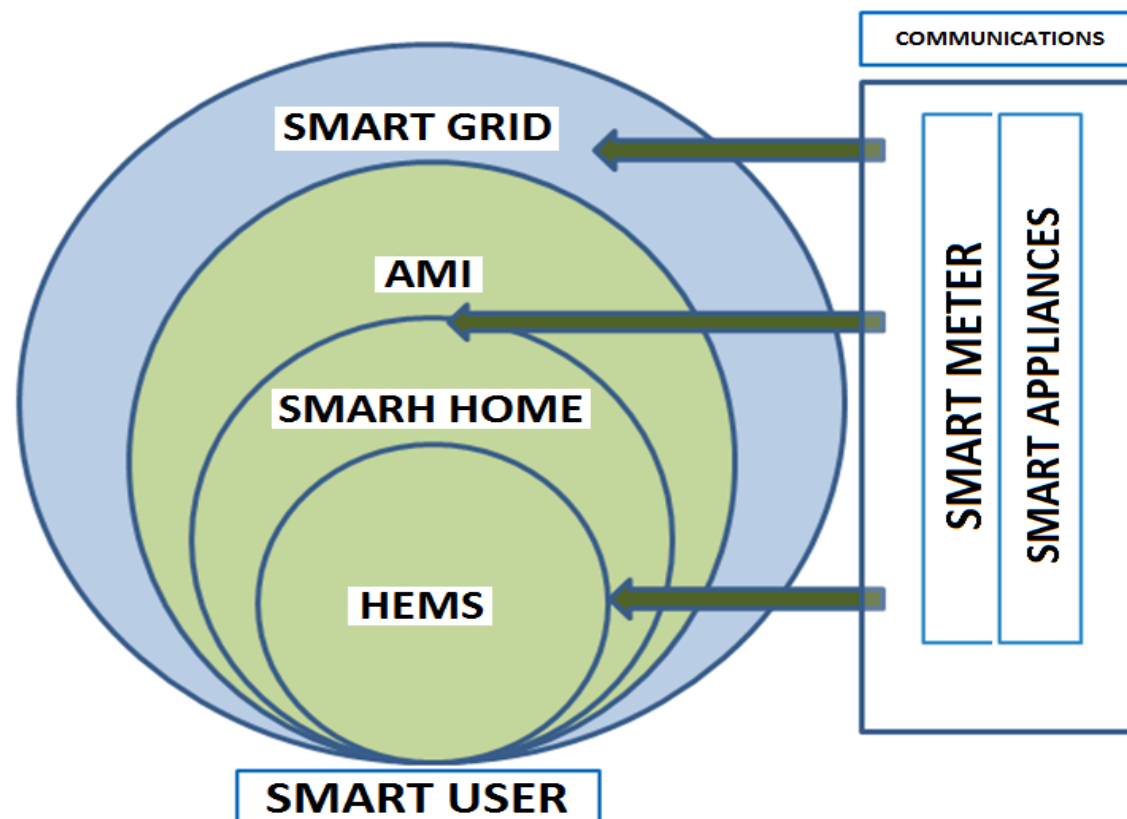 COMMUNICATIONS
SMART GRID
AMI
SMARH HOME
HEMS
SMART USER
SMART METER
SMART APPLIANCES